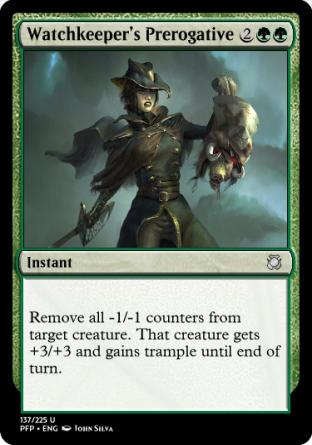 Watchkeeper's Prerogative 2
Instant
Remove all -1/-1 counters from
target creature. That creature gets
+3/+3 and gains trample until end of
turn.
137/225 U
PFP • ENG John Silva